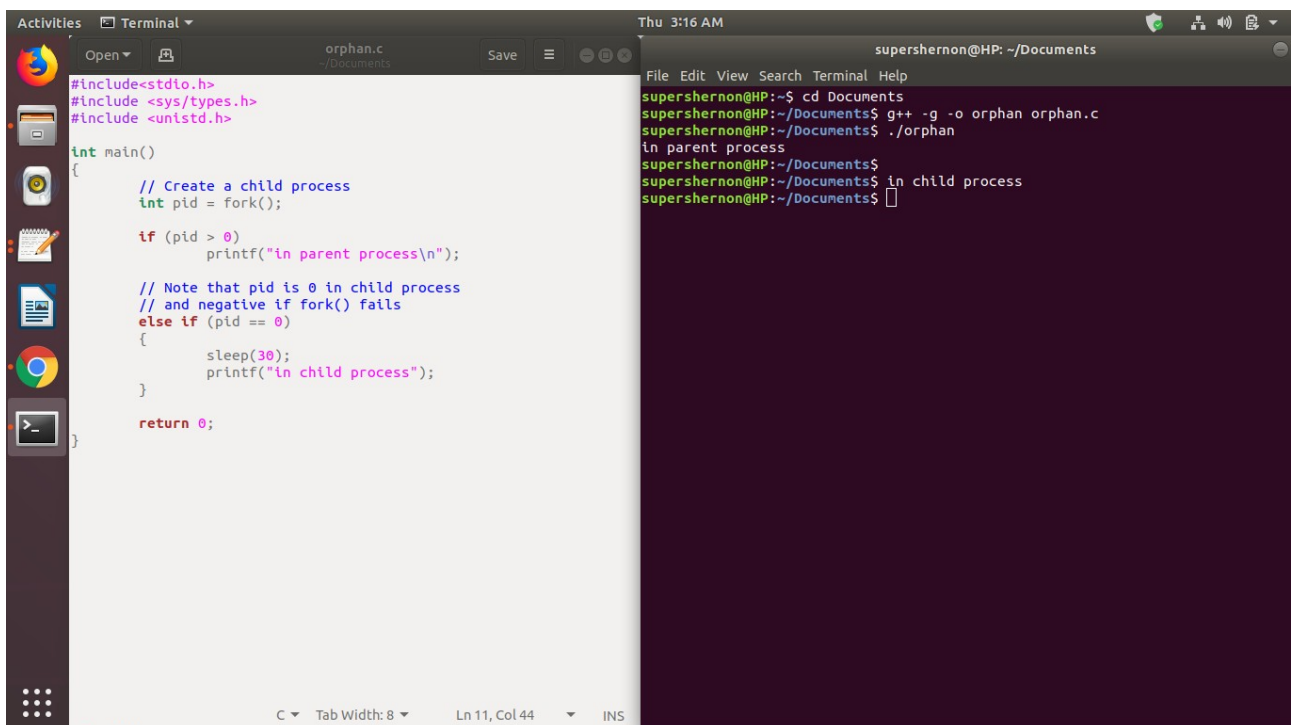 Activities Terminal Thu 3:16 AM
Open orphan.c Save
~/Documents
#include<stdio.h>
#include <sys/types.h>
#include <unistd.h>
int main()
{
// Create a child process
int pid = fork();
if (pid > 0)
printf("in parent process\n");
// Note that pid is 0 in child process
// and negative if fork() fails
else if (pid == 0)
{
sleep(30);
printf("in child process");
}
return 0;
}
C Tab Width: 8 Ln 11, Col 44 INS
supershernon@HP: ~/Documents
File Edit View Search Terminal Help
supershernon@HP:~$ cd Documents
supershernon@HP:~/Documents$ g++ -g -o orphan orphan.c
supershernon@HP:~/Documents$ ./orphan
in parent process
supershernon@HP:~/Documents$
supershernon@HP:~/Documents$ in child process
supershernon@HP:~/Documents$